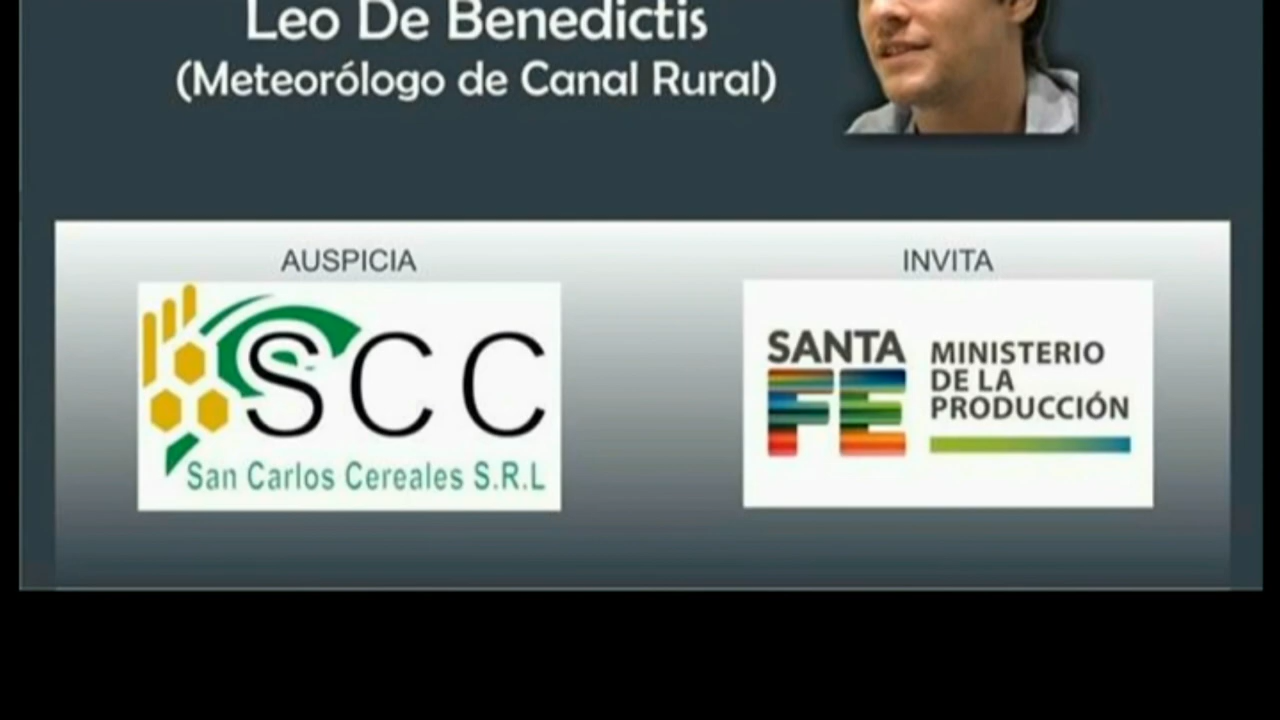 Leo De Benedictis
(Meteorólogo de Canal Rural)
AUSPICIA
INVITA
SCC
San Carlos Cereales S.R.L
SANTA
FE
MINISTERIO
DE LA
PRODUCCIÓN